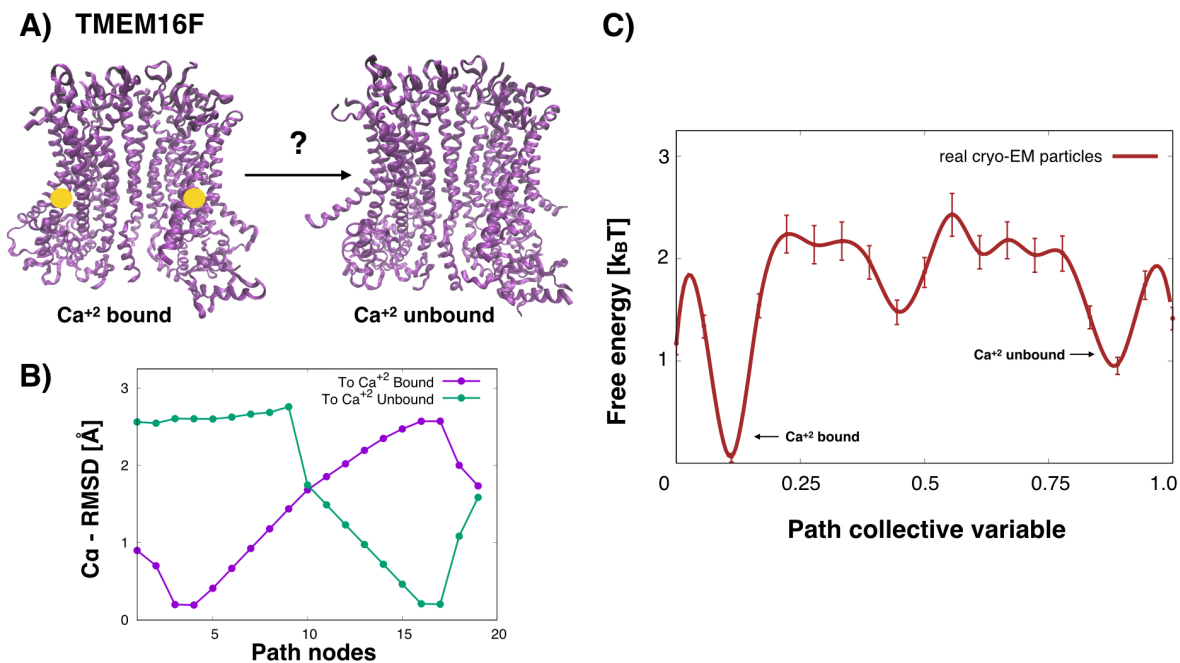 A) TMEM16F
?
Ca+2 bound
Ca+2 unbound
B)
To Ca+2 Bound
To Ca+2 Unbound
3
2
1
0
5
10
15
20
Cα - RMSD [Å]
Path nodes
C)
real cryo-EM particles
3
2
1
Ca+2 unbound
Ca+2 bound
0
0.25
0.5
0.75
1.0
Free energy [kBT]
Path collective variable